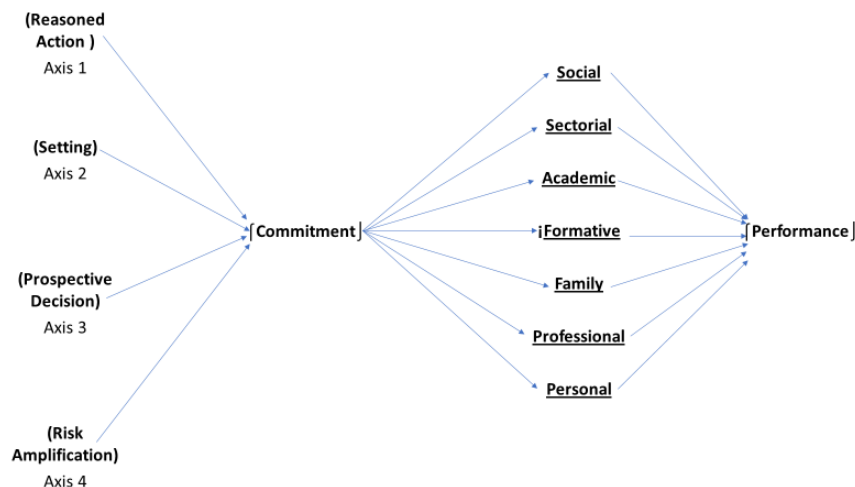 (Reasoned
Action )
Axis 1
(Setting)
Axis 2
(Prospective
Decision)
Axis 3
(Risk
Amplification)
Axis 4
⌠Commitment⌡
Social
Sectorial
Academic
¡Formative
Family
Professional
Personal
⌠Performance⌡